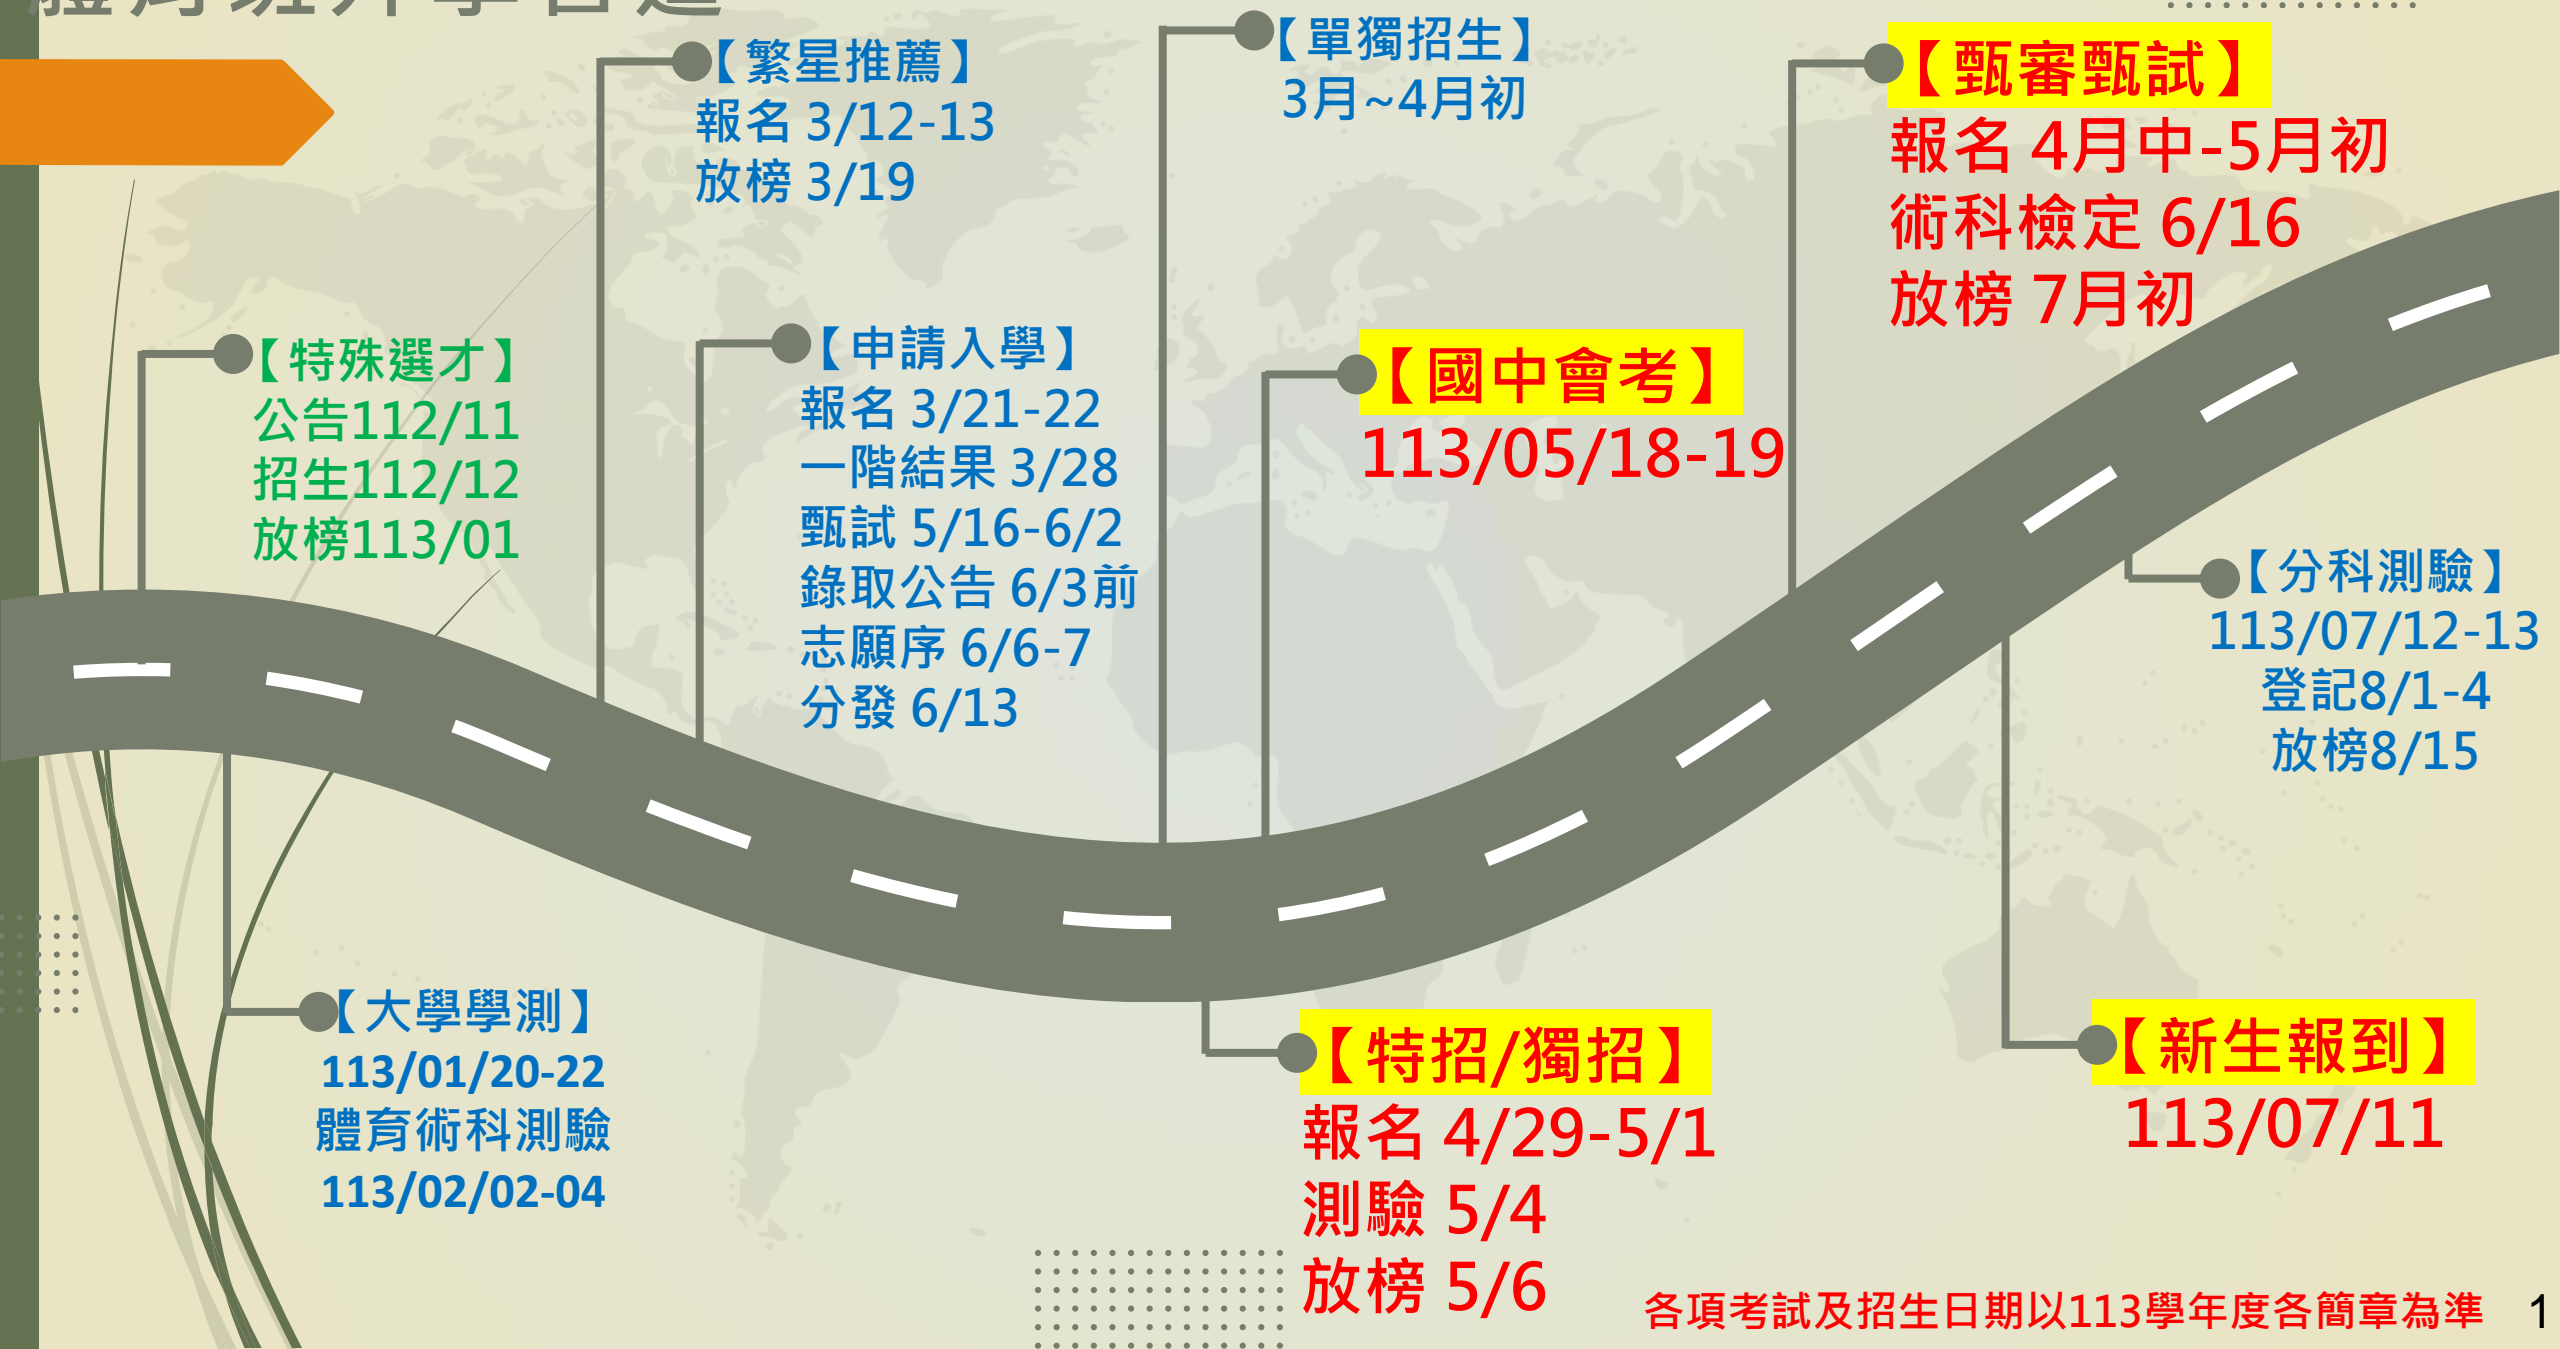 體育班升學管道
【繁星推薦】
報名 3/12-13
放榜 3/19
【單獨招生】
3月~4月初
【甄審甄試】
報名 4月中-5月初
術科檢定 6/16
放榜 7月初
【特殊選才】
公告112/11
招生112/12
放榜113/01
【申請入學】
報名 3/21-22
一階結果 3/28
甄試 5/16-6/2
錄取公告 6/3前
志願序 6/6-7
分發 6/13
【國中會考】
113/05/18-19
【分科測驗】
113/07/12-13
登記8/1-4
放榜8/15
【大學學測】
113/01/20-22
體育術科測驗
113/02/02-04
【特招/獨招】
報名 4/29-5/1
測驗 5/4
放榜 5/6
【新生報到】
113/07/11
各項考試及招生日期以113學年度各簡章為準
1